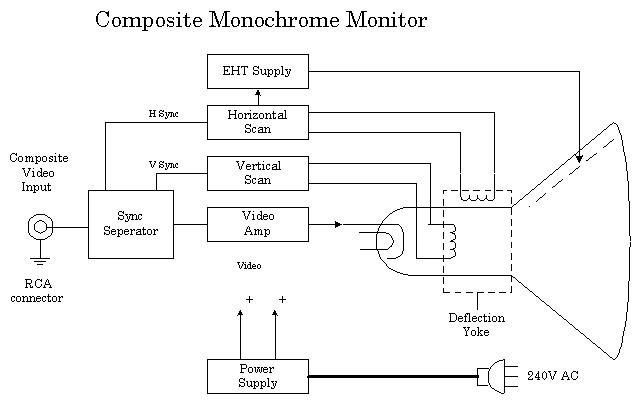 Composite Monochrome Monitor
EHT Supply
H Sync
Horizontal
Scan
V Sync
Vertical
Scan
Composite
Video
Input
Sync
Seperator
Video
Amp
Video
RCA
connector
+ +
Deflection
Yoke
Power
Supply
240V AC